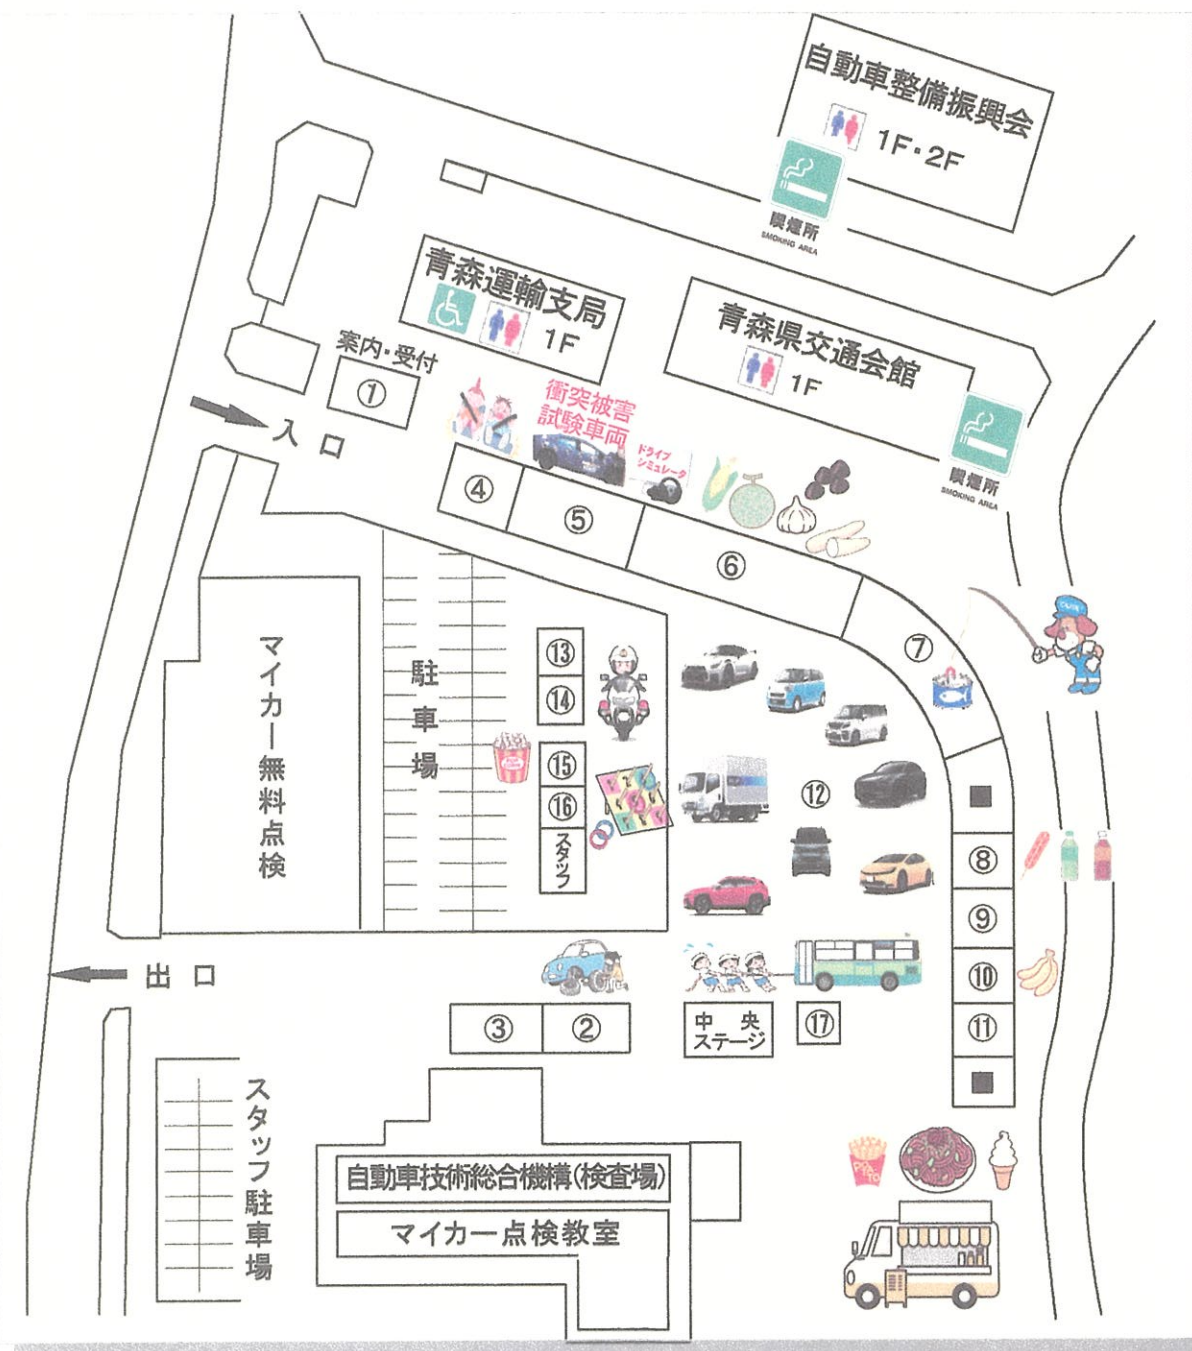 自動車整備振興会
1F・2F
喫煙所
SMOKING AREA
青森運輸支局
1F
青森県交通会館
1F
喫煙所
SMOKING AREA
案内・受付
①
入口
衝突被害
試験車両
ドライブ
シミュレータ
④
⑤
⑥
⑦
マイカー無料点検
駐車場
⑬
⑭
⑮
⑯
スタッフ
⑫
■
⑧
⑨
⑩
⑪
■
出口
③
②
中央
ステージ
⑰
スタッフ駐車場
自動車技術総合機構(検査場)
マイカー点検教室